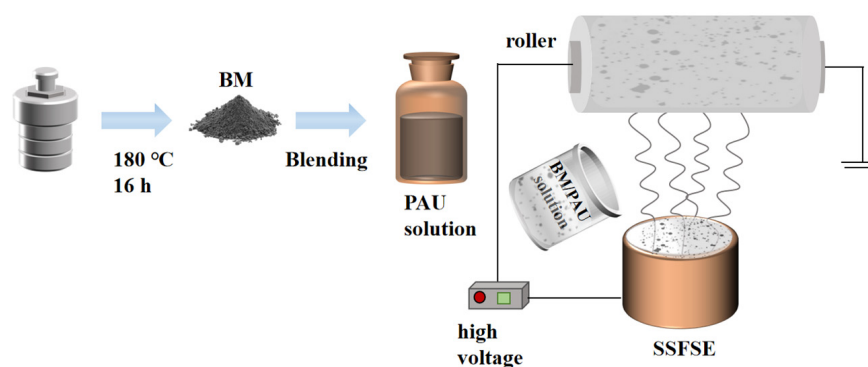 BM
180 °C
16 h
Blending
PAU
solution
roller
BM/PAU
solution
high
voltage
SSFSE